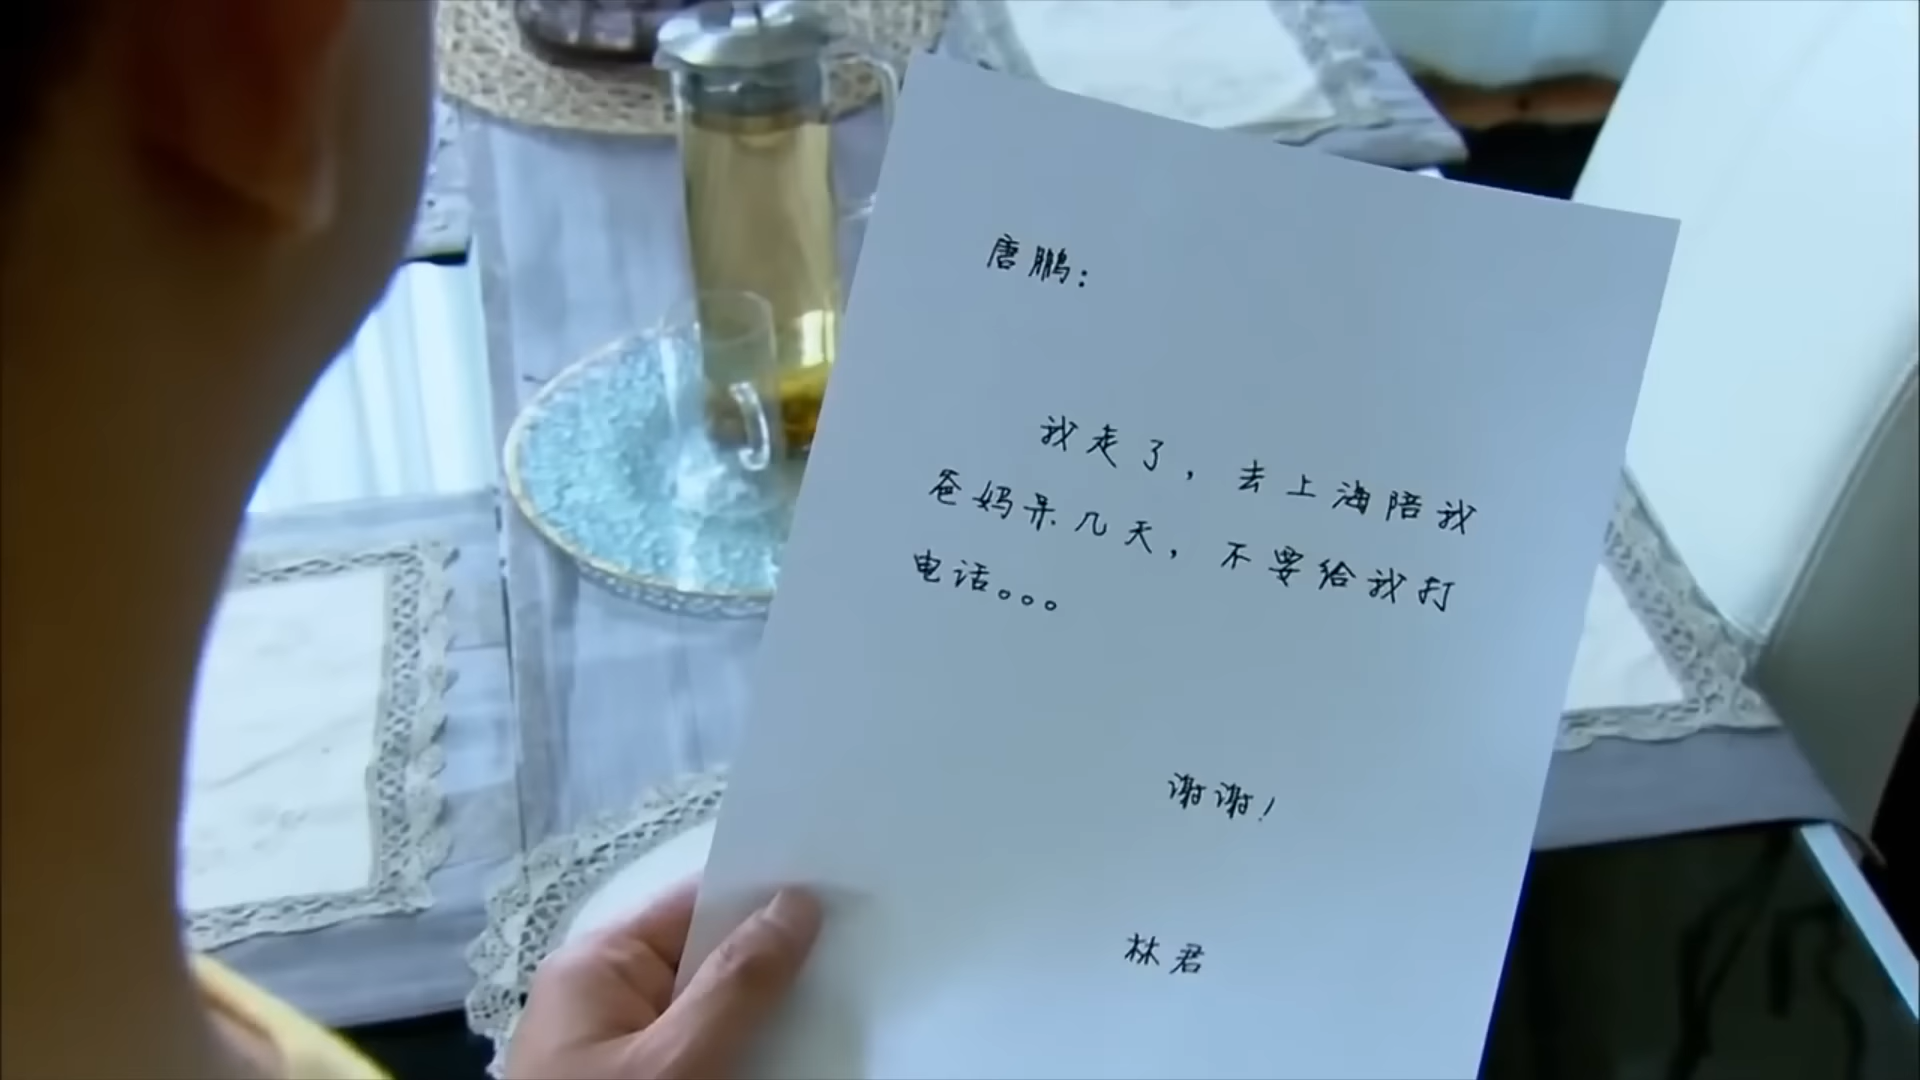 唐鹏：
我走了，去上海陪我
爸妈呆几天，不要给我打
电话。。。
谢谢！
林君